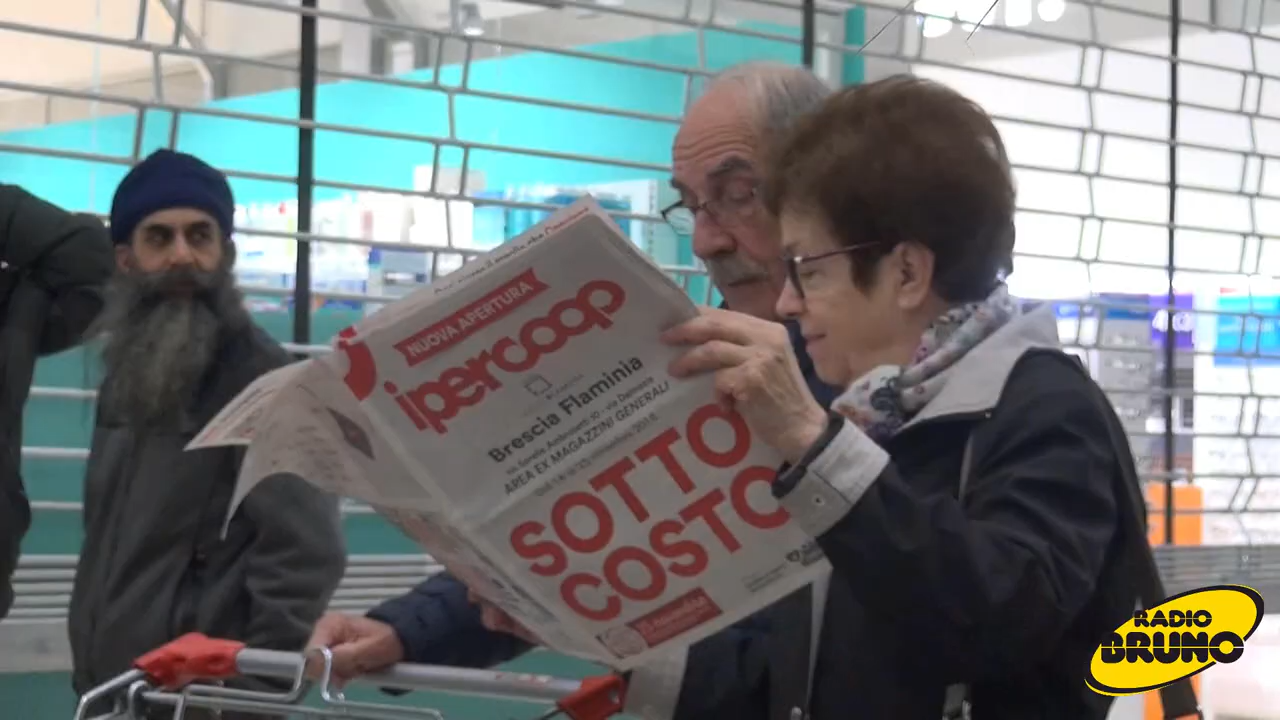 NUOVA APERTURA
ipercoop
Brescia Flaminia
AREA EX MAGAZZINI GENERALI
SOTTO
COSTO
RADIO
BRUNO